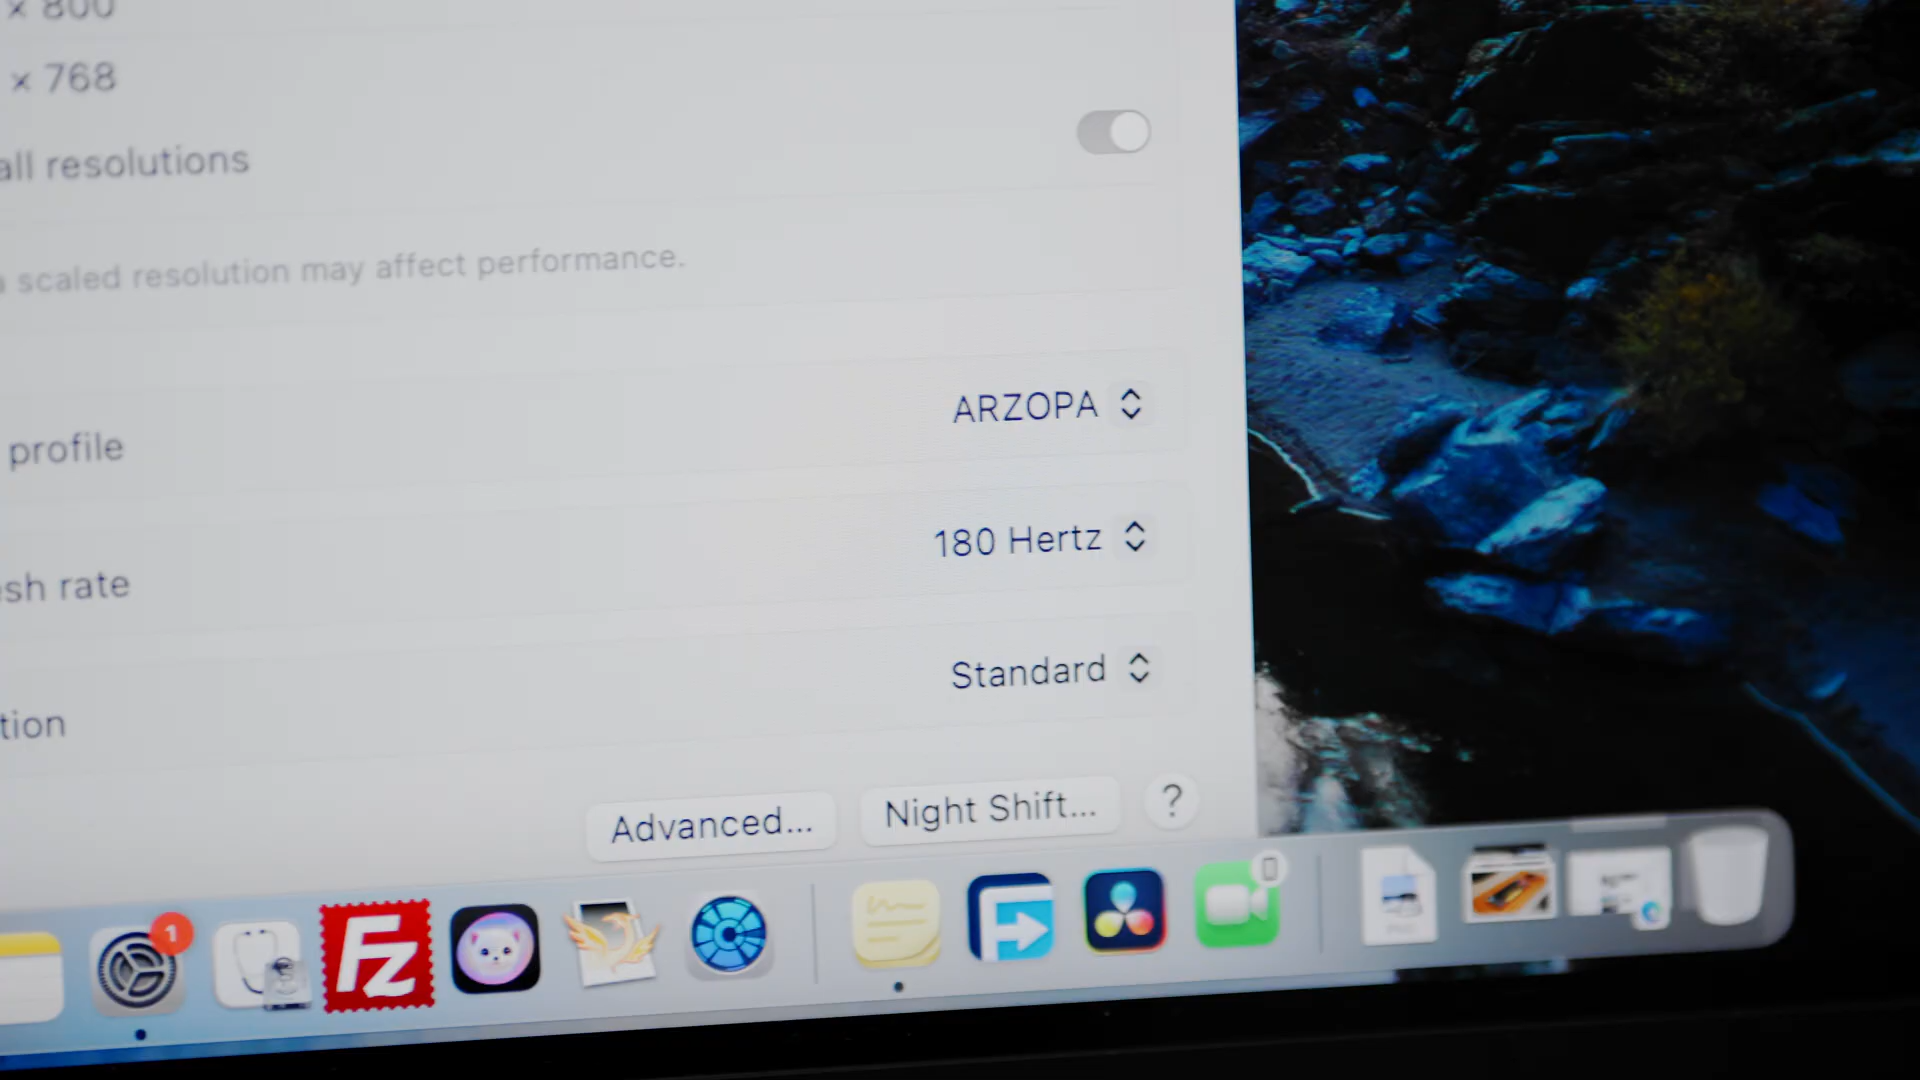 × 800
× 768
all resolutions
a scaled resolution may affect performance.
profile
ARZOPA
sh rate
180 Hertz
tion
Standard
Advanced...
Night Shift...
?
1
Fz